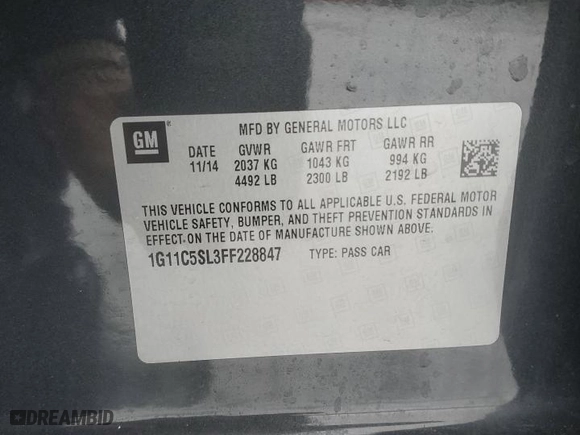 GM
MFD BY GENERAL MOTORS LLC
DATE GVWR GAWR FRT GAWR RR
11/14 2037 KG 1043 KG 994 KG
4492 LB 2300 LB 2192 LB
THIS VEHICLE CONFORMS TO ALL APPLICABLE U.S. FEDERAL MOTOR
VEHICLE SAFETY, BUMPER, AND THEFT PREVENTION STANDARDS IN
EFFECT ON THE DATE OF MANUFACTURE SHOWN ABOVE.
1G11C5SL3FF228847 TYPE: PASS CAR
DREAMBID